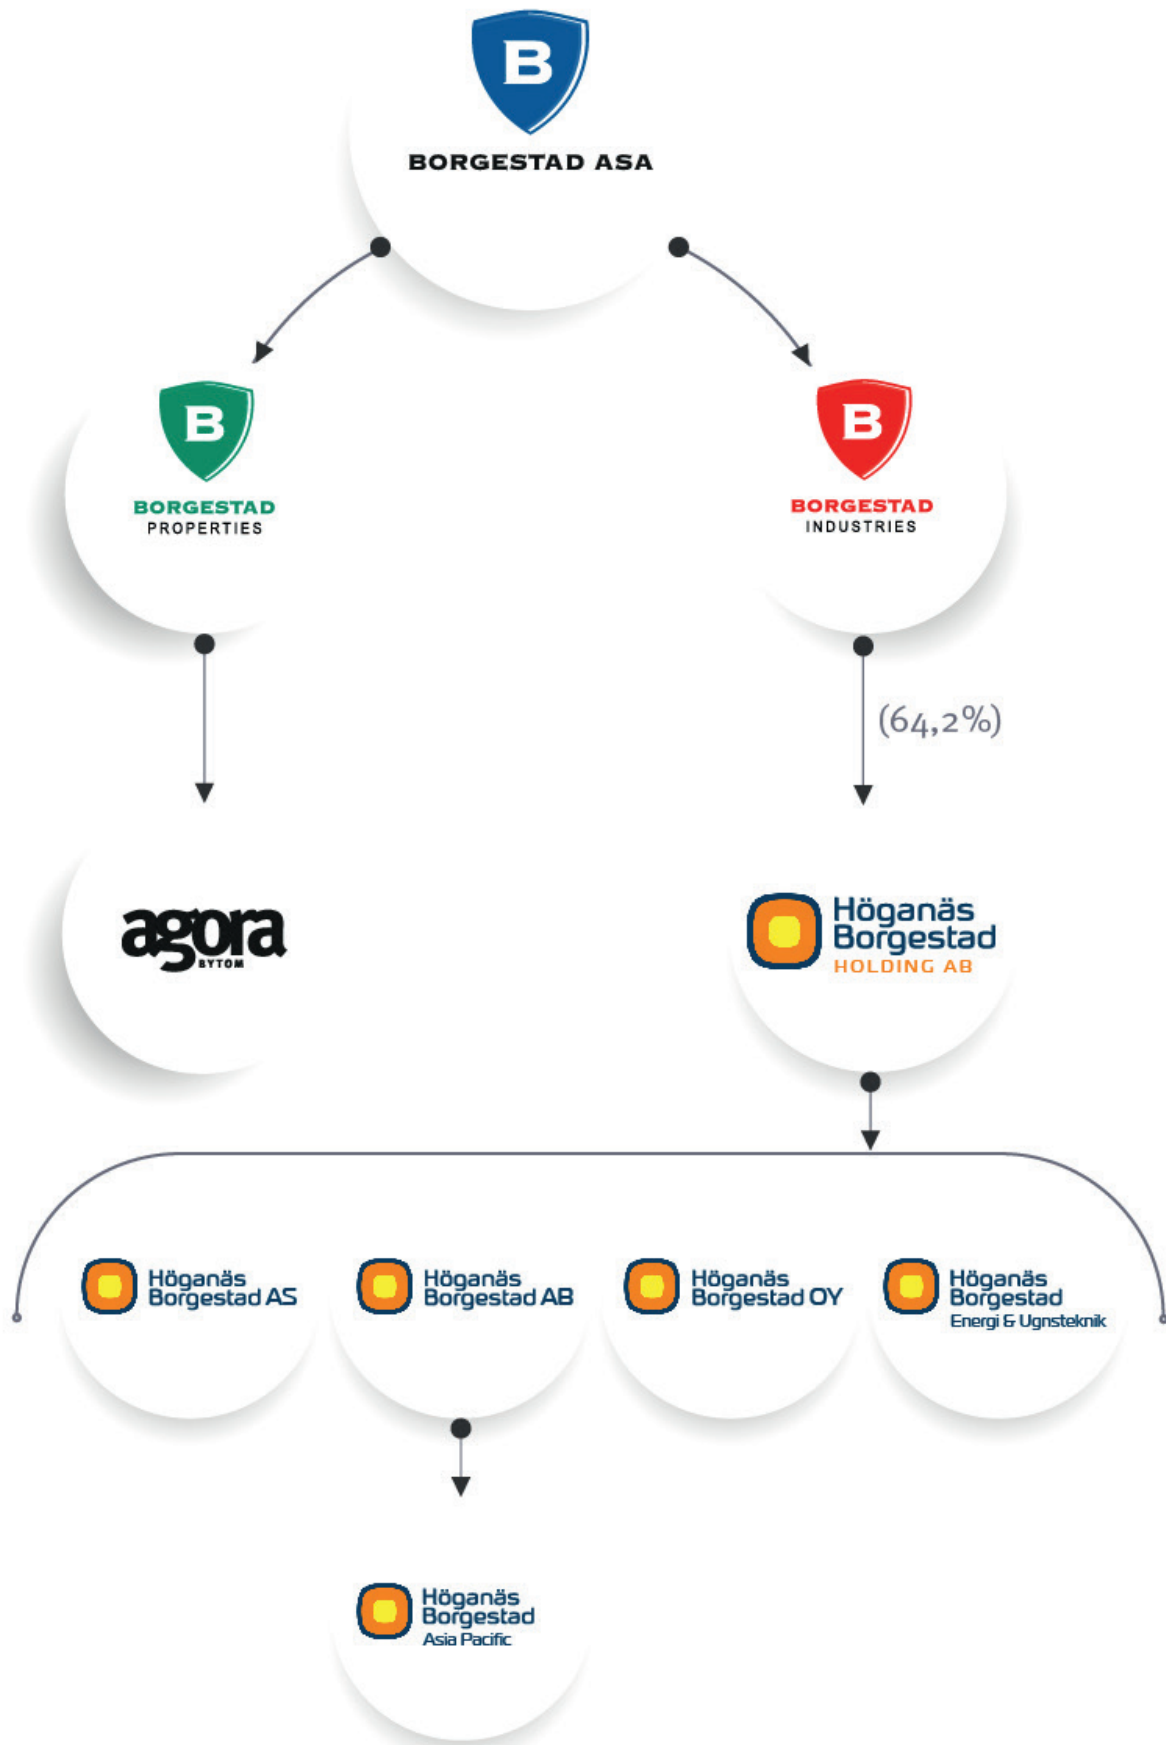 B
BORGESTAD ASA
B
BORGESTAD
PROPERTIES
B
BORGESTAD
INDUSTRIES
(64,2%)
agora
BYTOM
Höganäs
Borgestad
HOLDING AB
Höganäs
Borgestad AS
Höganäs
Borgestad AB
Höganäs
Borgestad OY
Höganäs
Borgestad
Energi & Ugnsteknik
Höganäs
Borgestad
Asia Pacific